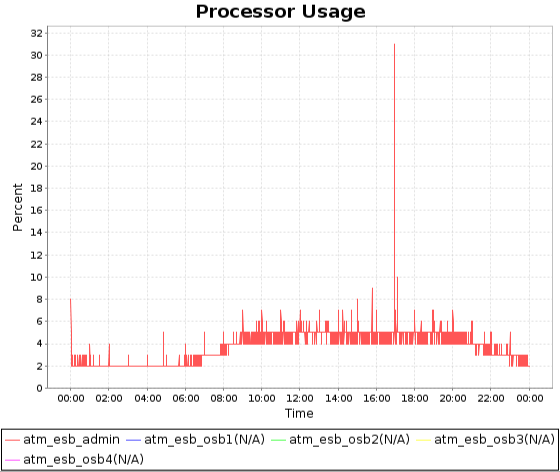 Processor Usage
32
30
28
26
24
22
20
18
16
14
12
10
8
6
4
2
0
Percent
00:00 02:00 04:00 06:00 08:00 10:00 12:00 14:00 16:00 18:00 20:00 22:00 00:00
Time
atm_esb_admin atm_esb_osb1(N/A) atm_esb_osb2(N/A) atm_esb_osb3(N/A)
atm_esb_osb4(N/A)